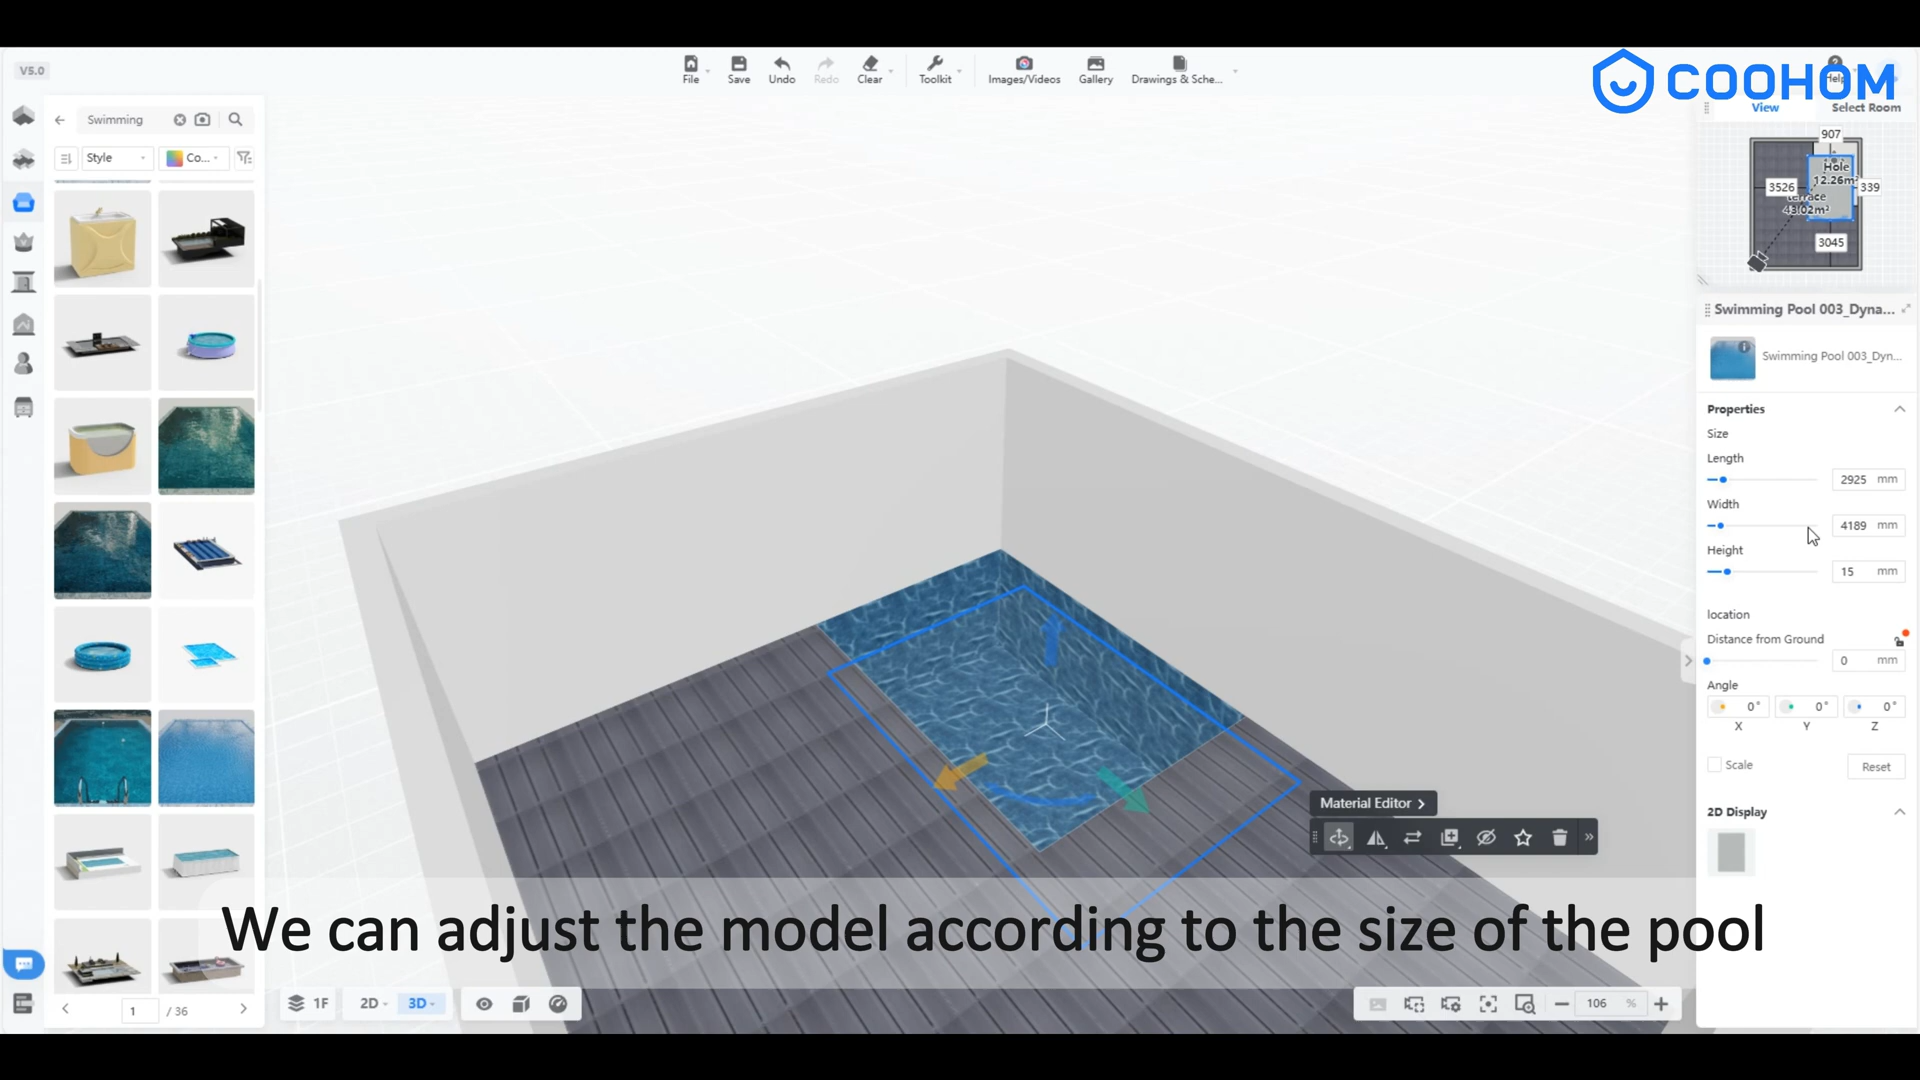 V5.0
File
Save
Undo
Redo
Clear
Toolkit
Images/Videos
Gallery
Drawings & Sche...
Help
COOHOM
View
Select Room
Swimming
Style
Co...
907
Hole
12.26m²
3526
339
terrace
43.02m²
3045
Swimming Pool 003_Dyna...
Swimming Pool 003_Dyn...
Properties
Size
Length
2925 mm
Width
4189 mm
Height
15 mm
location
Distance from Ground
0 mm
Angle
0° 0° 0°
X Y Z
Scale
Reset
2D Display
Material Editor >
We can adjust the model according to the size of the pool
1 / 36
1F
2D
3D
106 %